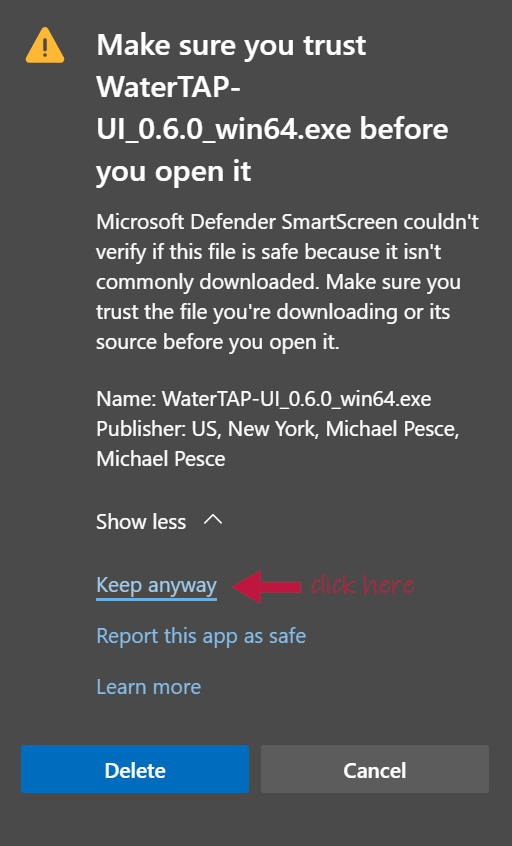 Make sure you trust
WaterTAP-
UI_0.6.0_win64.exe before
you open it
Microsoft Defender SmartScreen couldn't
verify if this file is safe because it isn't
commonly downloaded. Make sure you
trust the file you're downloading or its
source before you open it.
Name: WaterTAP-UI_0.6.0_win64.exe
Publisher: US, New York, Michael Pesce,
Michael Pesce
Show less
Keep anyway click here
Report this app as safe
Learn more
Delete Cancel